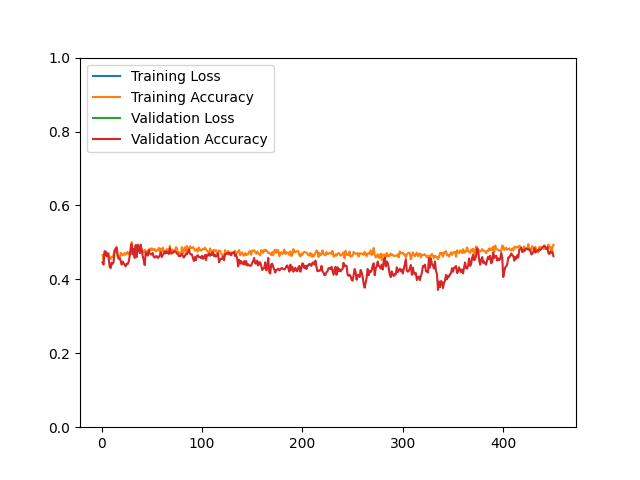 1.0
0.8
0.6
0.4
0.2
0.0
Training Loss
Training Accuracy
Validation Loss
Validation Accuracy
0 100 200 300 400